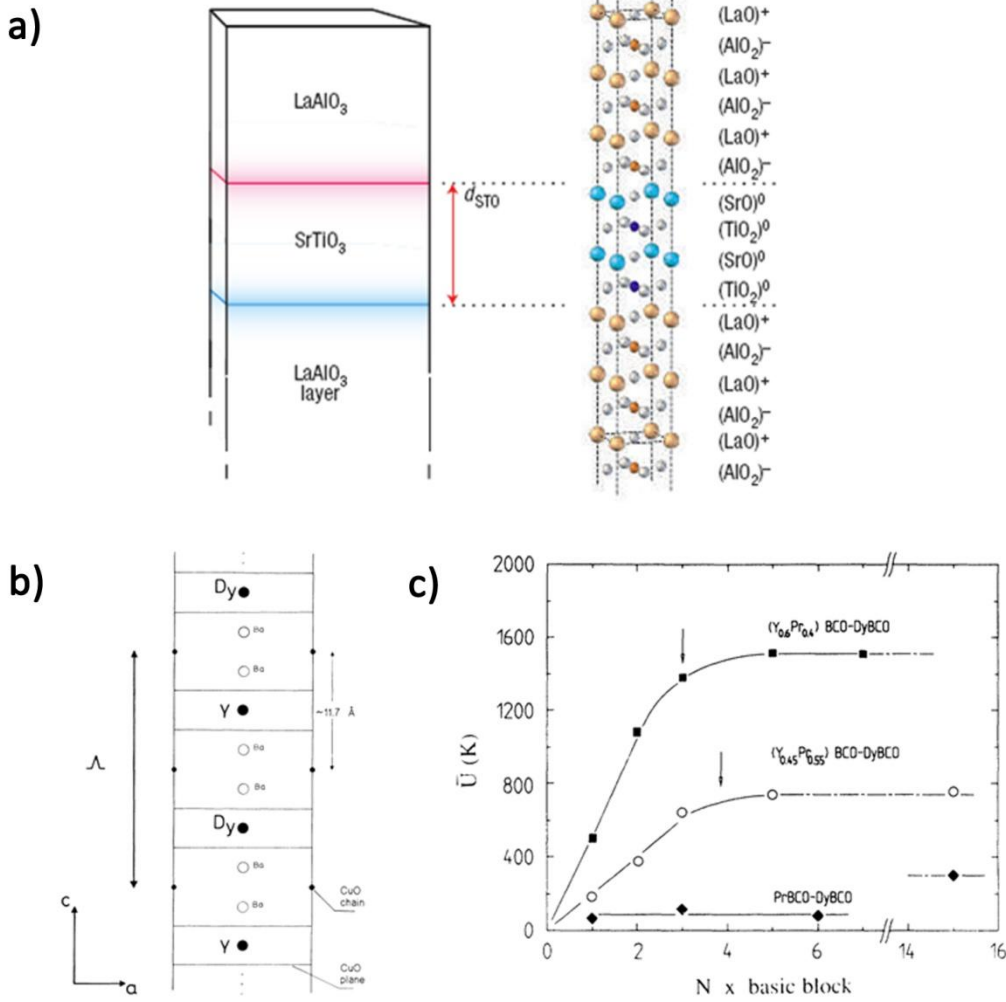 a)
LaAlO₃
SrTiO₃
LaAlO₃
layer
dSTO
(LaO)⁺
(AlO₂)⁻
(LaO)⁺
(AlO₂)⁻
(LaO)⁺
(AlO₂)⁻
(SrO)⁰
(TiO₂)⁰
(SrO)⁰
(TiO₂)⁰
(LaO)⁺
(AlO₂)⁻
(LaO)⁺
(AlO₂)⁻
(LaO)⁺
(AlO₂)⁻
b)
Dy
Ba
Ba
Y
~11.7 Å
Ba
Λ
Ba
Dy
Ba
CuO
chain
Ba
c
Y
CuO
plane
a
c)
2000
1600
1200
800
400
0
Ū (K)
(Y0.6Pr0.4) BCO-DyBCO
(Y0.45Pr0.55) BCO-DyBCO
PrBCO-DyBCO
0 2 4 6 14 16
N x basic block